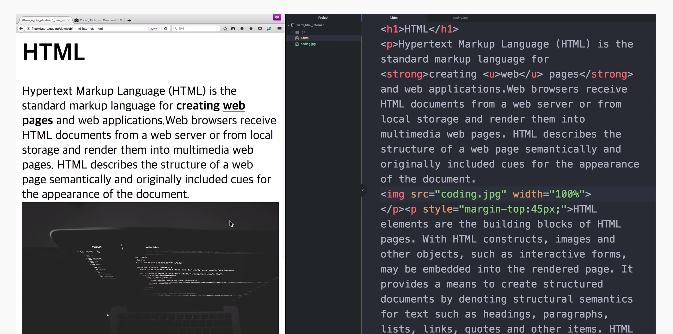 HTML
Hypertext Markup Language (HTML) is the
standard markup language for creating web
pages and web applications.Web browsers receive
HTML documents from a web server or from local
storage and render them into multimedia web
pages. HTML describes the structure of a web
page semantically and originally included cues for
the appearance of the document.
coding.jpg
<h1>HTML</h1>
<p>Hypertext Markup Language (HTML) is the
standard markup language for
<strong>creating <u>web</u> pages</strong>
and web applications.Web browsers receive
HTML documents from a web server or from
local storage and render them into
multimedia web pages. HTML describes the
structure of a web page semantically and
originally included cues for the appearance
of the document.
<img src="coding.jpg" width="100%">
</p><p style="margin-top:45px;">HTML
elements are the building blocks of HTML
pages. With HTML constructs, images and
other objects, such as interactive forms,
may be embedded into the rendered page. It
provides a means to create structured
documents by denoting structural semantics
for text such as headings, paragraphs,
lists, links, quotes and other items. HTML